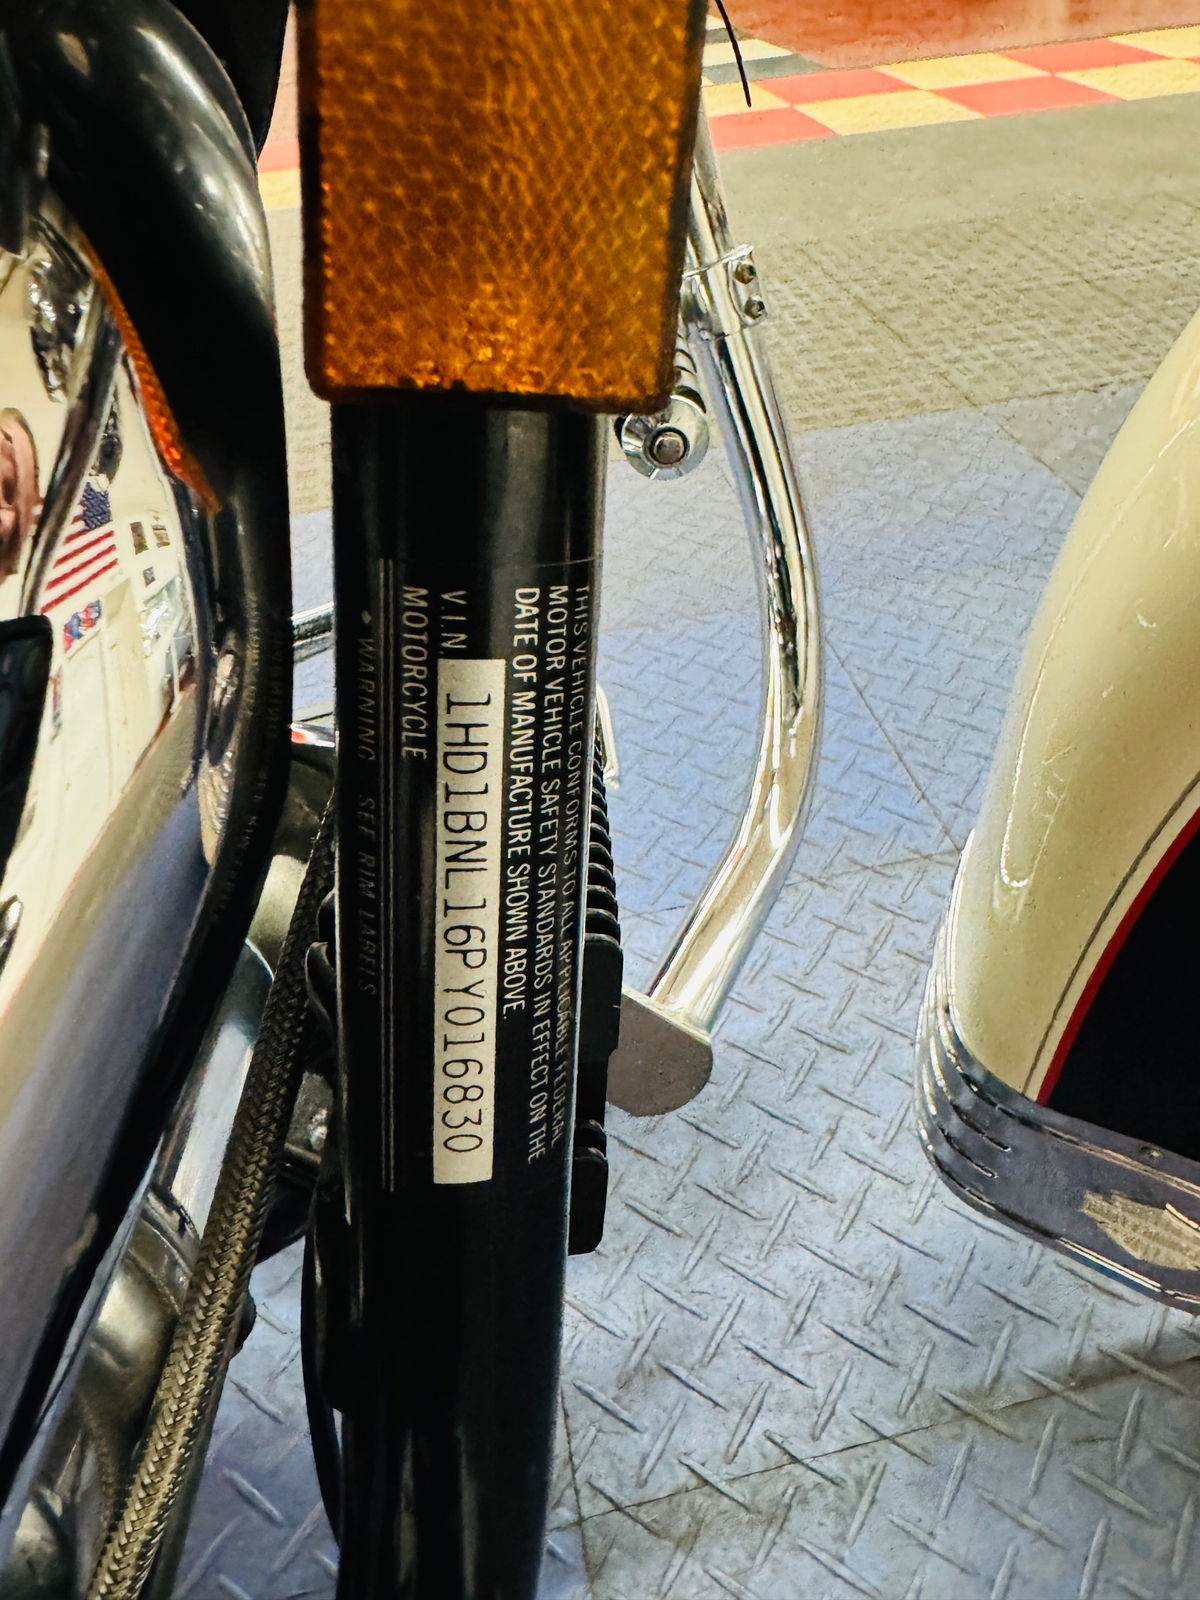 THIS VEHICLE CONFORMS TO ALL APPLICABLE FEDERAL
MOTOR VEHICLE SAFETY STANDARDS IN EFFECT ON THE
DATE OF MANUFACTURE SHOWN ABOVE.
V.I.N 1HD1BNL16PY016830
MOTORCYCLE
• WARNING SEE RIM LABELS